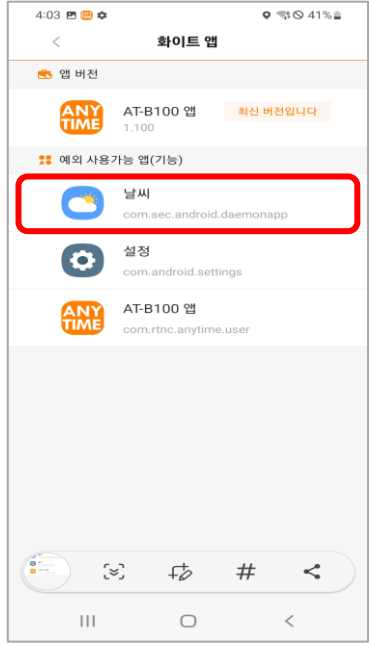 4:03 41%
화이트 앱
앱 버전
ANY
TIME
AT-B100 앱
최신 버전입니다
1.100
예외 사용가능 앱(기능)
날씨
com.sec.android.daemonapp
설정
com.android.settings
ANY
TIME
AT-B100 앱
com.rtnc.anytime.user
#